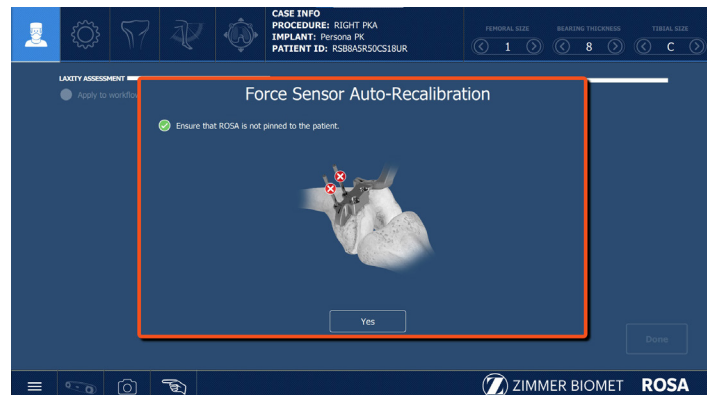 CASE INFO
PROCEDURE: RIGHT PKA
IMPLANT: Persona PK
PATIENT ID: RSB8A5R50CS18UR
FEMORAL SIZE
1
BEARING THICKNESS
8
TIBIAL SIZE
C
LAXITY ASSESSMENT
Apply to workflow
Force Sensor Auto-Recalibration
Ensure that ROSA is not pinned to the patient.
Yes
Done
ZIMMER BIOMET
ROSA